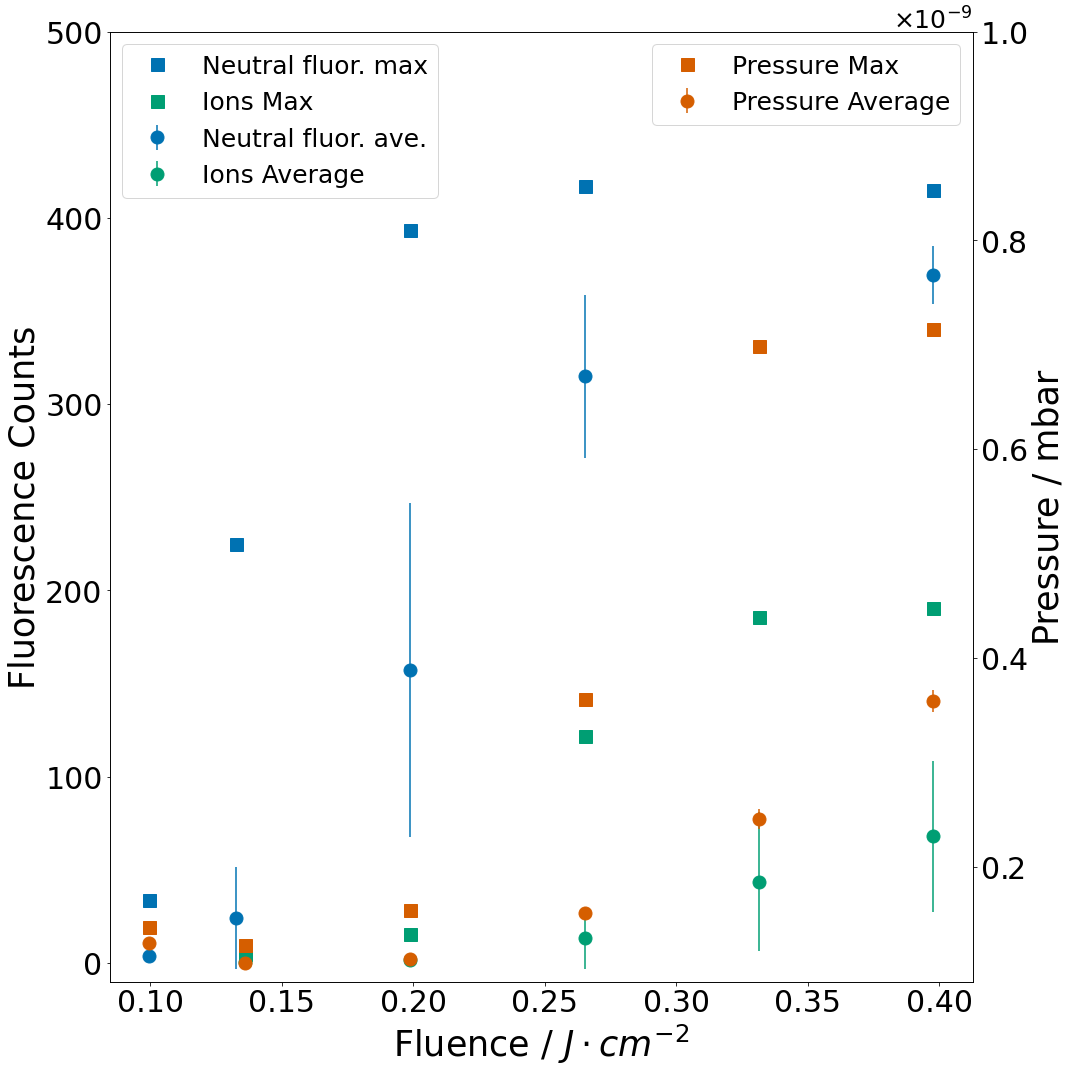 ×10⁻⁹
500
400
300
200
100
0
Fluorescence Counts
Neutral fluor. max
Ions Max
Neutral fluor. ave.
Ions Average
Pressure Max
Pressure Average
1.0
0.8
0.6
0.4
0.2
Pressure / mbar
0.10 0.15 0.20 0.25 0.30 0.35 0.40
Fluence / J · cm⁻²